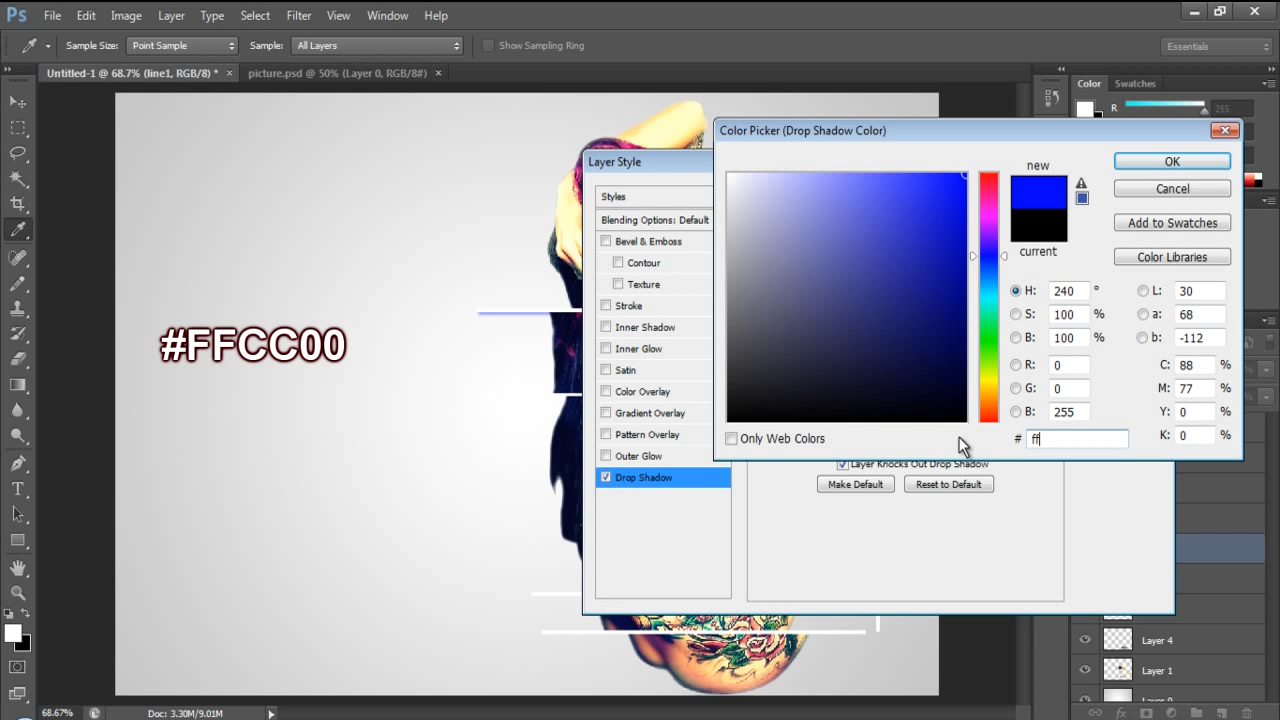 Ps File Edit Image Layer Type Select Filter View Window Help
Sample Size: Point Sample Sample: All Layers Show Sampling Ring Essentials
Untitled-1 @ 68.7% (line1, RGB/8) * × picture.psd @ 50% (Layer 0, RGB/8#) ×
Color Swatches
R 255
Color Picker (Drop Shadow Color)
Layer Style
Styles
Blending Options: Default
Bevel & Emboss
Contour
Texture
Stroke
Inner Shadow
Inner Glow
Satin
Color Overlay
Gradient Overlay
Pattern Overlay
Outer Glow
Drop Shadow
new
current
OK
Cancel
Add to Swatches
Color Libraries
H: 240 °
S: 100 %
B: 100 %
R: 0
G: 0
B: 255
# ff
L: 30
a: 68
b: -112
C: 88 %
M: 77 %
Y: 0 %
K: 0 %
Only Web Colors
Layer Knocks Out Drop Shadow
Make Default Reset to Default
#FFCC00
Layer 4
Layer 1
Layer 0
68.67% Doc: 3.30M/9.01M